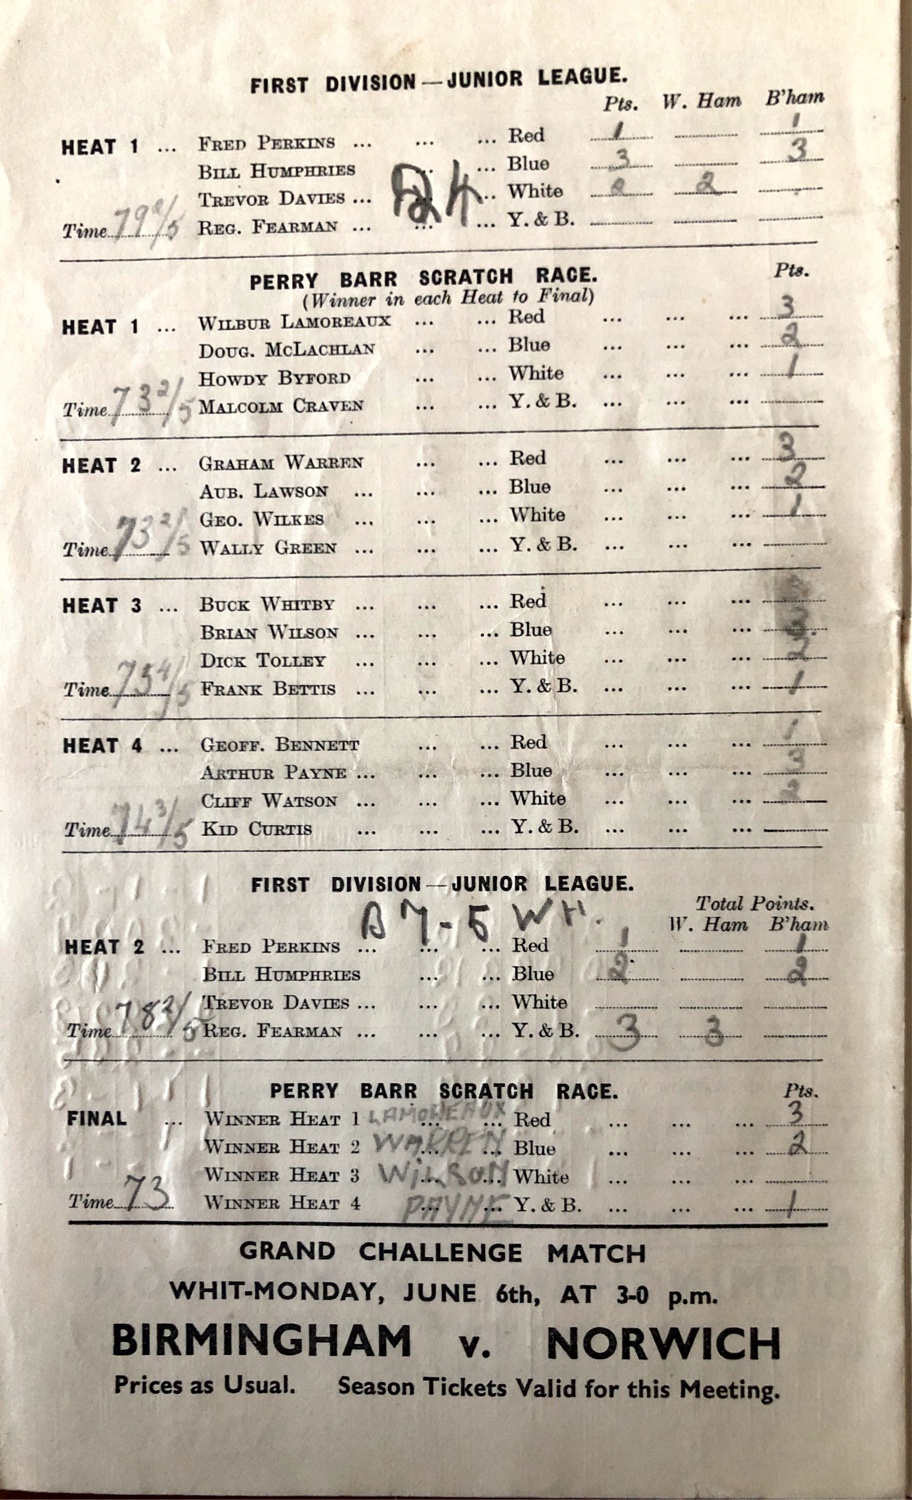 FIRST DIVISION—JUNIOR LEAGUE.
Pts. W. Ham B'ham
HEAT 1 ... FRED PERKINS ... ... ... Red 1 1
BILL HUMPHRIES ... Blue 3 3
TREVOR DAVIES ... ... White 2 2
Time 79 2/5 REG. FEARMAN ... ... ... Y. & B.
PERRY BARR SCRATCH RACE. Pts.
(Winner in each Heat to Final)
HEAT 1 ... WILBUR LAMOREAUX ... ... Red ... ... ... 3
DOUG. MCLACHLAN ... ... Blue ... ... ... 2
HOWDY BYFORD ... ... White ... ... ... 1
Time 73 2/5 MALCOLM CRAVEN ... ... Y. & B. ... ... ...
HEAT 2 ... GRAHAM WARREN ... ... Red ... ... ... 3
AUB. LAWSON ... ... ... Blue ... ... ... 2
GEO. WILKES ... ... ... White ... ... ... 1
Time 73 2/5 WALLY GREEN ... ... ... Y. & B. ... ... ...
HEAT 3 ... BUCK WHITBY ... ... ... Red ... ... ...
BRIAN WILSON ... ... ... Blue ... ... ... 3
DICK TOLLEY ... ... ... White ... ... ... 2
Time 75 4/5 FRANK BETTIS ... ... ... Y. & B. ... ... ... 1
HEAT 4 ... GEOFF. BENNETT ... ... Red ... ... ... 1
ARTHUR PAYNE ... ... ... Blue ... ... ... 3
CLIFF WATSON ... ... ... White ... ... ... 2
Time 74 3/5 KID CURTIS ... ... ... Y. & B. ... ... ...
FIRST DIVISION—JUNIOR LEAGUE.
Total Points.
B 7-5 WH. W. Ham B'ham
HEAT 2 ... FRED PERKINS ... ... ... Red 1 1
BILL HUMPHRIES ... ... Blue 2 2
TREVOR DAVIES ... ... ... White
Time 78 2/5 REG. FEARMAN ... ... ... Y. & B. 3 3
PERRY BARR SCRATCH RACE. Pts.
FINAL ... WINNER HEAT 1 LAMOREAUX ... Red ... ... ... 3
WINNER HEAT 2 WARREN ... Blue ... ... ... 2
WINNER HEAT 3 WILSON ... White ... ... ...
Time 73 WINNER HEAT 4 PAYNE ... Y. & B. ... ... ... 1
GRAND CHALLENGE MATCH
WHIT-MONDAY, JUNE 6th, AT 3-0 p.m.
BIRMINGHAM v. NORWICH
Prices as Usual. Season Tickets Valid for this Meeting.